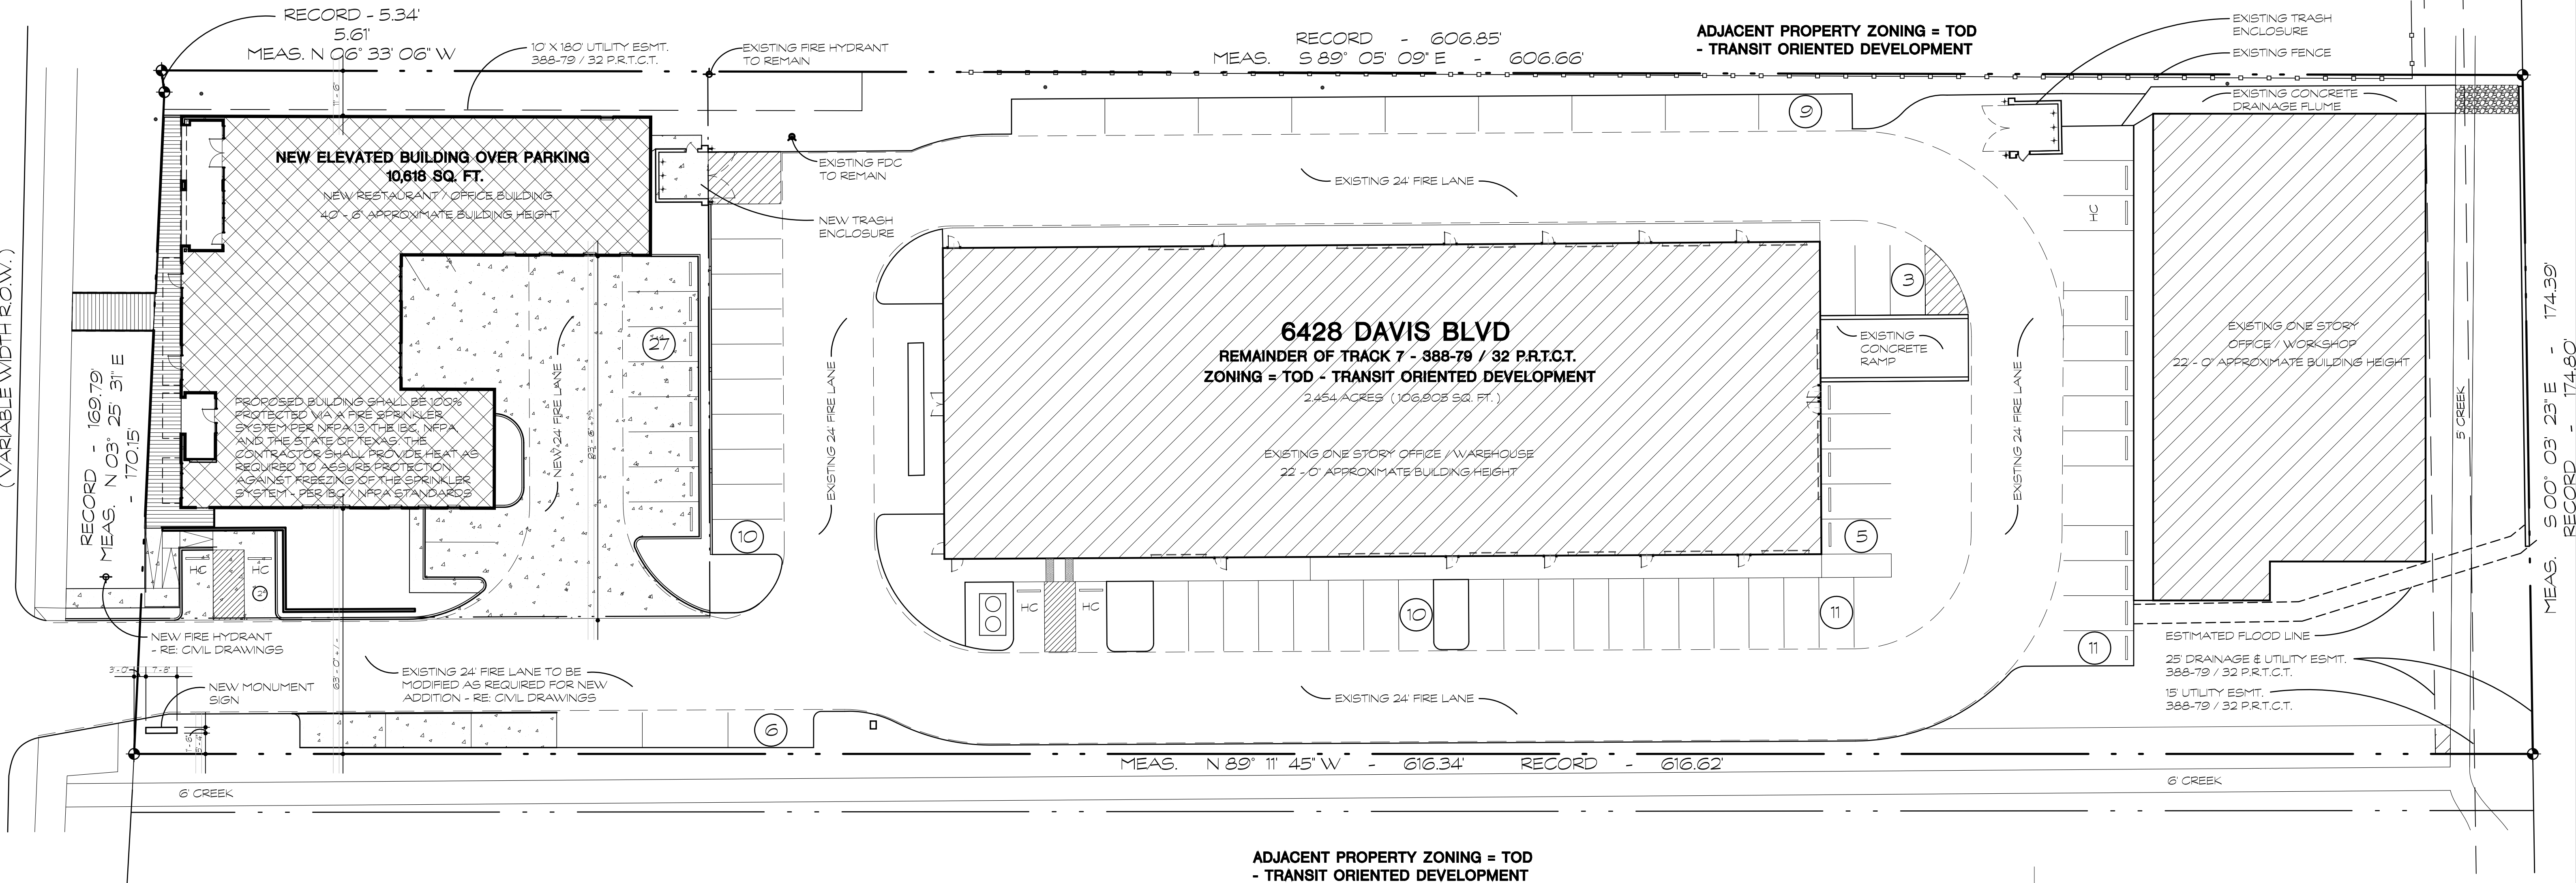 RECORD - 5.34'
5.61'
MEAS. N 06° 33' 06" W
10' X 180' UTILITY ESMT.
388-79 / 32 P.R.T.C.T.
EXISTING FIRE HYDRANT
TO REMAIN
RECORD - 606.85'
MEAS. S 89° 05' 09" E - 606.66'
ADJACENT PROPERTY ZONING = TOD
- TRANSIT ORIENTED DEVELOPMENT
EXISTING TRASH
ENCLOSURE
EXISTING FENCE
EXISTING CONCRETE
DRAINAGE FLUME
11' - 6"
9
NEW ELEVATED BUILDING OVER PARKING
10,618 SQ. FT.
NEW RESTAURANT / OFFICE BUILDING
40' - 6" APPROXIMATE BUILDING HEIGHT
EXISTING FDC
TO REMAIN
NEW TRASH
ENCLOSURE
EXISTING 24' FIRE LANE
HC
( VARIABLE WIDTH R.O.W. )
3
27
6428 DAVIS BLVD
REMAINDER OF TRACK 7 - 388-79 / 32 P.R.T.C.T.
ZONING = TOD - TRANSIT ORIENTED DEVELOPMENT
2.454 ACRES ( 106,905 SQ. FT. )
EXISTING ONE STORY OFFICE / WAREHOUSE
22' - 0" APPROXIMATE BUILDING HEIGHT
EXISTING
CONCRETE
RAMP
EXISTING ONE STORY
OFFICE / WORKSHOP
22' - 0" APPROXIMATE BUILDING HEIGHT
RECORD - 169.79'
MEAS. N 03° 25' 31" E
- 170.15'
PROPOSED BUILDING SHALL BE 100%
PROTECTED VIA A FIRE SPRINKLER
SYSTEM PER NFPA 13, THE IBC, NFPA
AND THE STATE OF TEXAS. THE
CONTRACTOR SHALL PROVIDE HEAT AS
REQUIRED TO ASSURE PROTECTION
AGAINST FREEZING OF THE SPRINKLER
SYSTEM - PER IBC / NFPA STANDARDS
NEW 24' FIRE LANE
EXISTING 24' FIRE LANE
EXISTING 24' FIRE LANE
5' CREEK
MEAS. S 00° 03' 23" E - 174.39'
RECORD - 174.80'
10
5
HC
HC
2
HC
HC
10
11
11
NEW FIRE HYDRANT
- RE: CIVIL DRAWINGS
3' - 0"
7' - 8"
NEW MONUMENT
SIGN
63' - 0" +/-
EXISTING 24' FIRE LANE TO BE
MODIFIED AS REQUIRED FOR NEW
ADDITION - RE: CIVIL DRAWINGS
EXISTING 24' FIRE LANE
ESTIMATED FLOOD LINE
25' DRAINAGE & UTILITY ESMT.
388-79 / 32 P.R.T.C.T.
15' UTILITY ESMT.
388-79 / 32 P.R.T.C.T.
6
MEAS. N 89° 11' 45" W - 616.34' RECORD - 616.62'
6' CREEK
6' CREEK
ADJACENT PROPERTY ZONING = TOD
- TRANSIT ORIENTED DEVELOPMENT